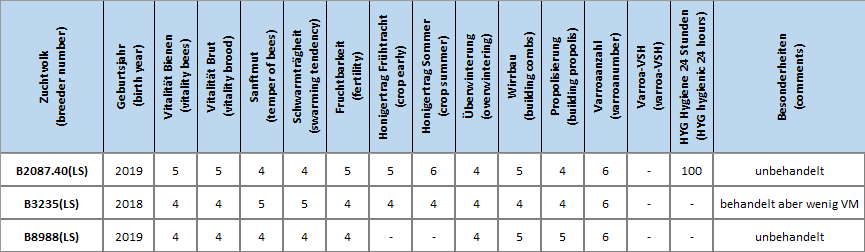 Zuchtvolk
(breeder number)
Geburtsjahr
(birth year)
Vitalität Bienen
(vitality bees)
Vitalität Brut
(vitality brood)
Sanftmut
(temper of bees)
Schwarmträgheit
(swarming tendency)
Fruchtbarkeit
(fertility)
Honigertrag Frühtracht
(crop early)
Honigertrag Sommer
(crop summer)
Überwinterung
(overwintering)
Wirrbau
(building combs)
Propolisierung
(building propolis)
Varroaanzahl
(varroanumber)
Varroa-VSH
(varroa-VSH)
HYG Hygiene 24 Stunden
(HYG hygienic 24 hours)
Besonderheiten
(comments)
B2087.40(LS) 2019 5 5 4 4 5 5 6 4 5 4 6 - 100 unbehandelt
B3235(LS) 2018 4 4 5 5 4 4 4 4 4 4 6 - - behandelt aber wenig VM
B8988(LS) 2019 4 4 4 4 4 - - 4 5 5 6 - - unbehandelt